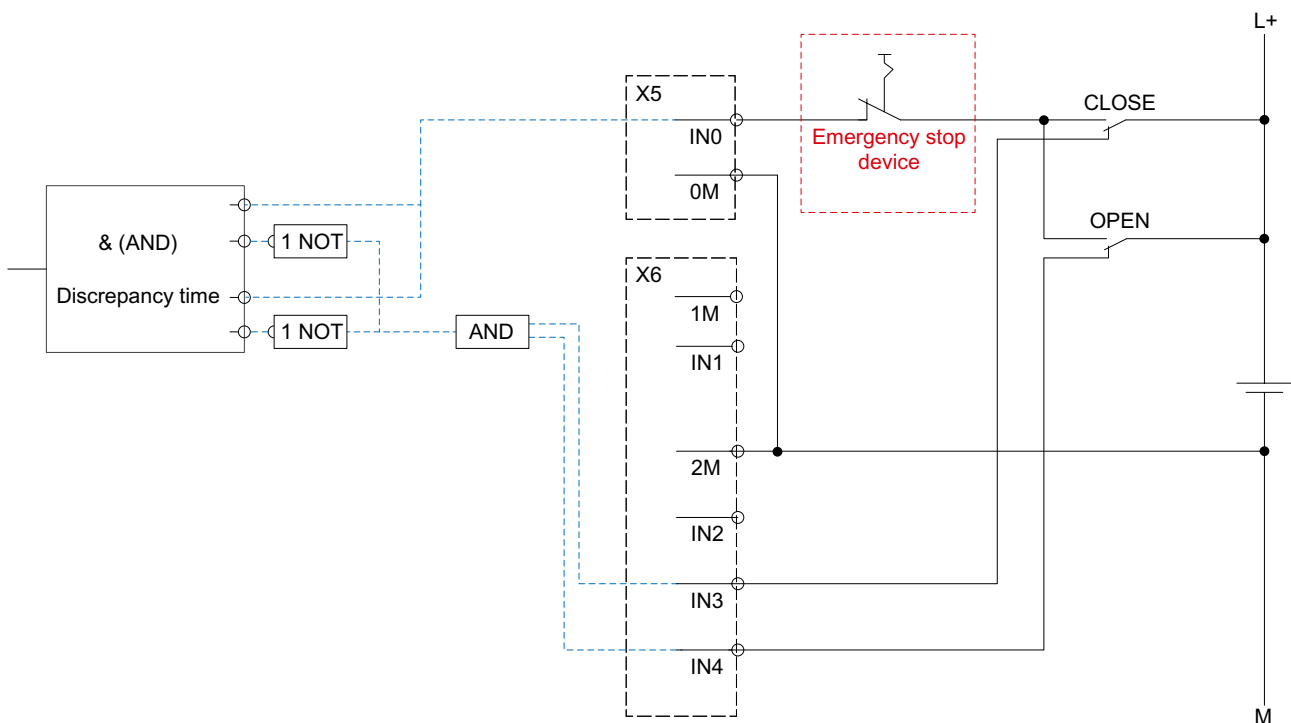 L+
X5
CLOSE
IN0
Emergency stop
device
0M
OPEN
& (AND)
1 NOT
X6
Discrepancy time
1M
1 NOT
AND
IN1
2M
IN2
IN3
IN4
M